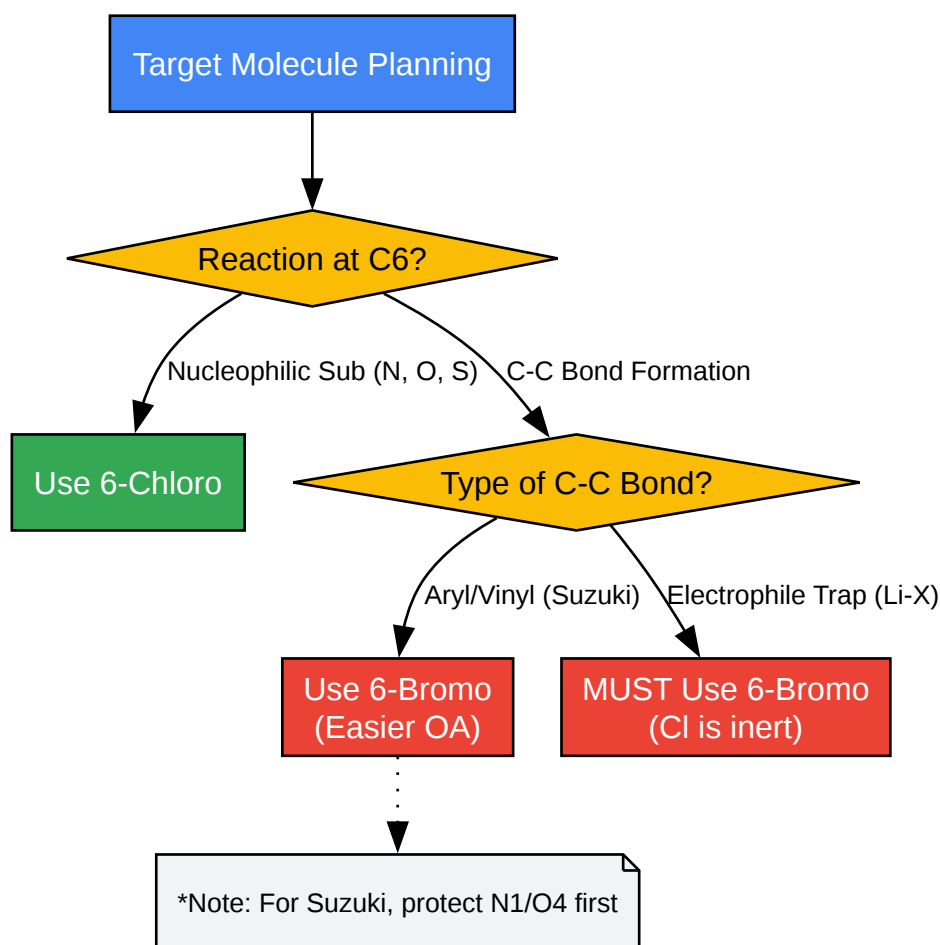 Target Molecule Planning
Reaction at C6?
Nucleophilic Sub (N, O, S)
C-C Bond Formation
Use 6-Chloro
Type of C-C Bond?
Aryl/Vinyl (Suzuki)
Electrophile Trap (Li-X)
Use 6-Bromo
(Easier OA)
MUST Use 6-Bromo
(Cl is inert)
*Note: For Suzuki, protect N1/O4 first